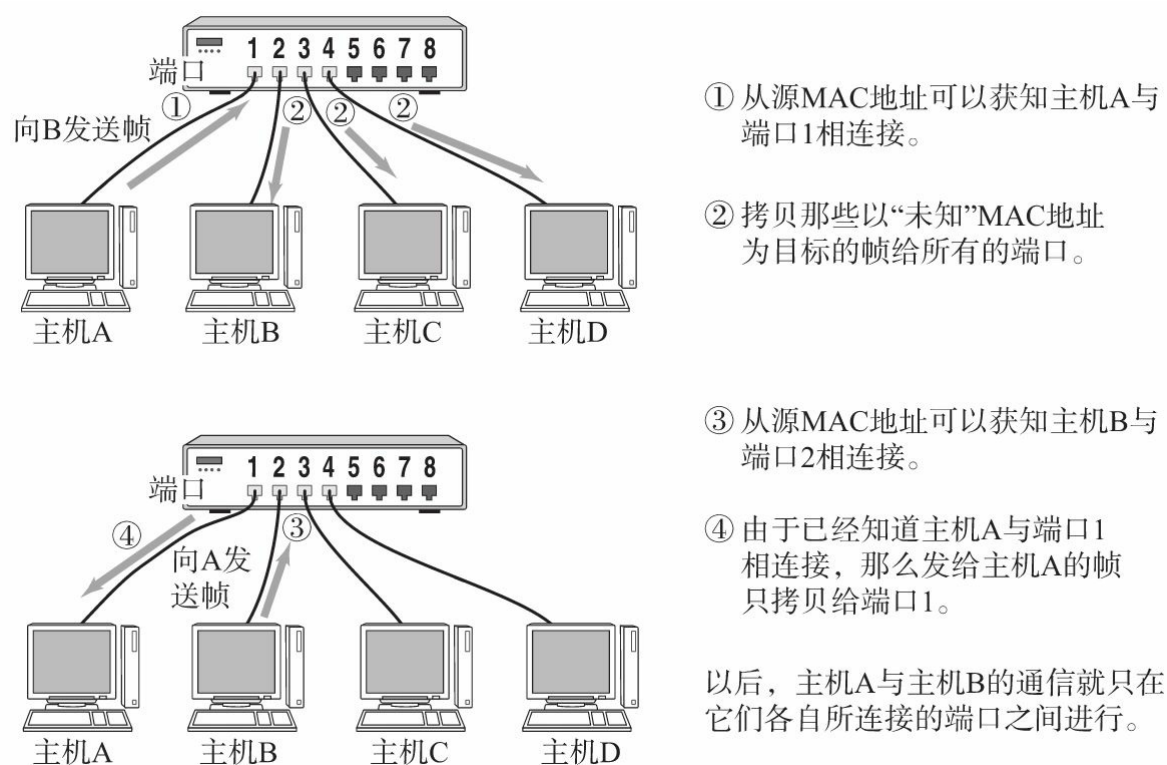 1 2 3 4 5 6 7 8
端口
①
②
②
②
向B发送帧
主机A
主机B
主机C
主机D
① 从源MAC地址可以获知主机A与
端口1相连接。
② 拷贝那些以“未知”MAC地址
为目标的帧给所有的端口。
1 2 3 4 5 6 7 8
端口
④
③
向A发
送帧
主机A
主机B
主机C
主机D
③ 从源MAC地址可以获知主机B与
端口2相连接。
④ 由于已经知道主机A与端口1
相连接，那么发给主机A的帧
只拷贝给端口1。
以后，主机A与主机B的通信就只在
它们各自所连接的端口之间进行。